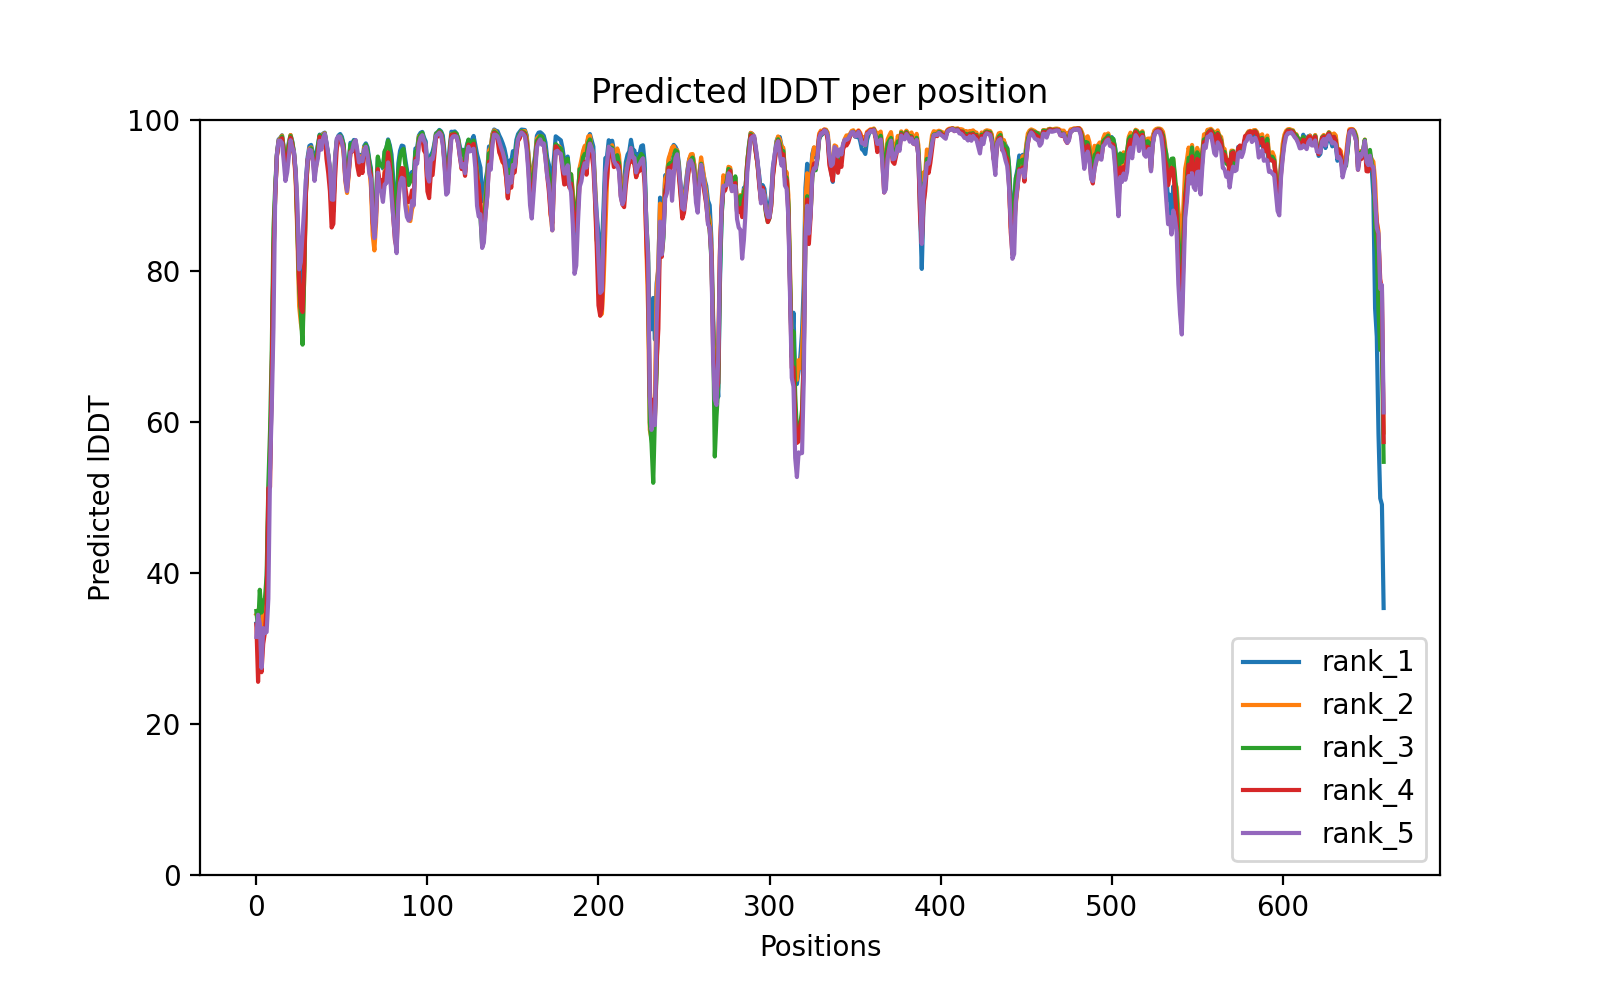 Predicted lDDT per position
100
80
60
40
20
0
Predicted lDDT
0 100 200 300 400 500 600
Positions
rank_1
rank_2
rank_3
rank_4
rank_5